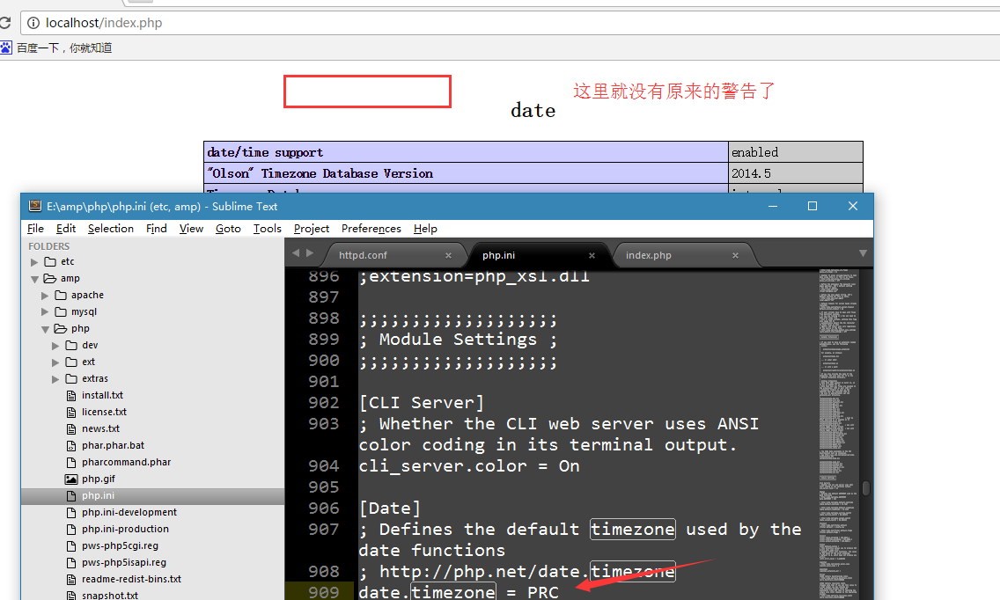 localhost/index.php
百度一下，你就知道
这里就没有原来的警告了
date
date/time support enabled
"Olson" Timezone Database Version 2014.5
E:\amp\php\php.ini (etc, amp) - Sublime Text
File Edit Selection Find View Goto Tools Project Preferences Help
FOLDERS
etc
amp
apache
mysql
php
dev
ext
extras
install.txt
license.txt
news.txt
phar.phar.bat
pharcommand.phar
php.gif
php.ini
php.ini-development
php.ini-production
pws-php5cgi.reg
pws-php5isapi.reg
readme-redist-bins.txt
snapshot.txt
httpd.conf php.ini index.php
896 ;extension=php_xsl.dll
897
898 ;;;;;;;;;;;;;;;;;;;
899 ; Module Settings ;
900 ;;;;;;;;;;;;;;;;;;;
901
902 [CLI Server]
903 ; Whether the CLI web server uses ANSI
color coding in its terminal output.
904 cli_server.color = On
905
906 [Date]
907 ; Defines the default timezone used by the
date functions
908 ; http://php.net/date.timezone
909 date.timezone = PRC